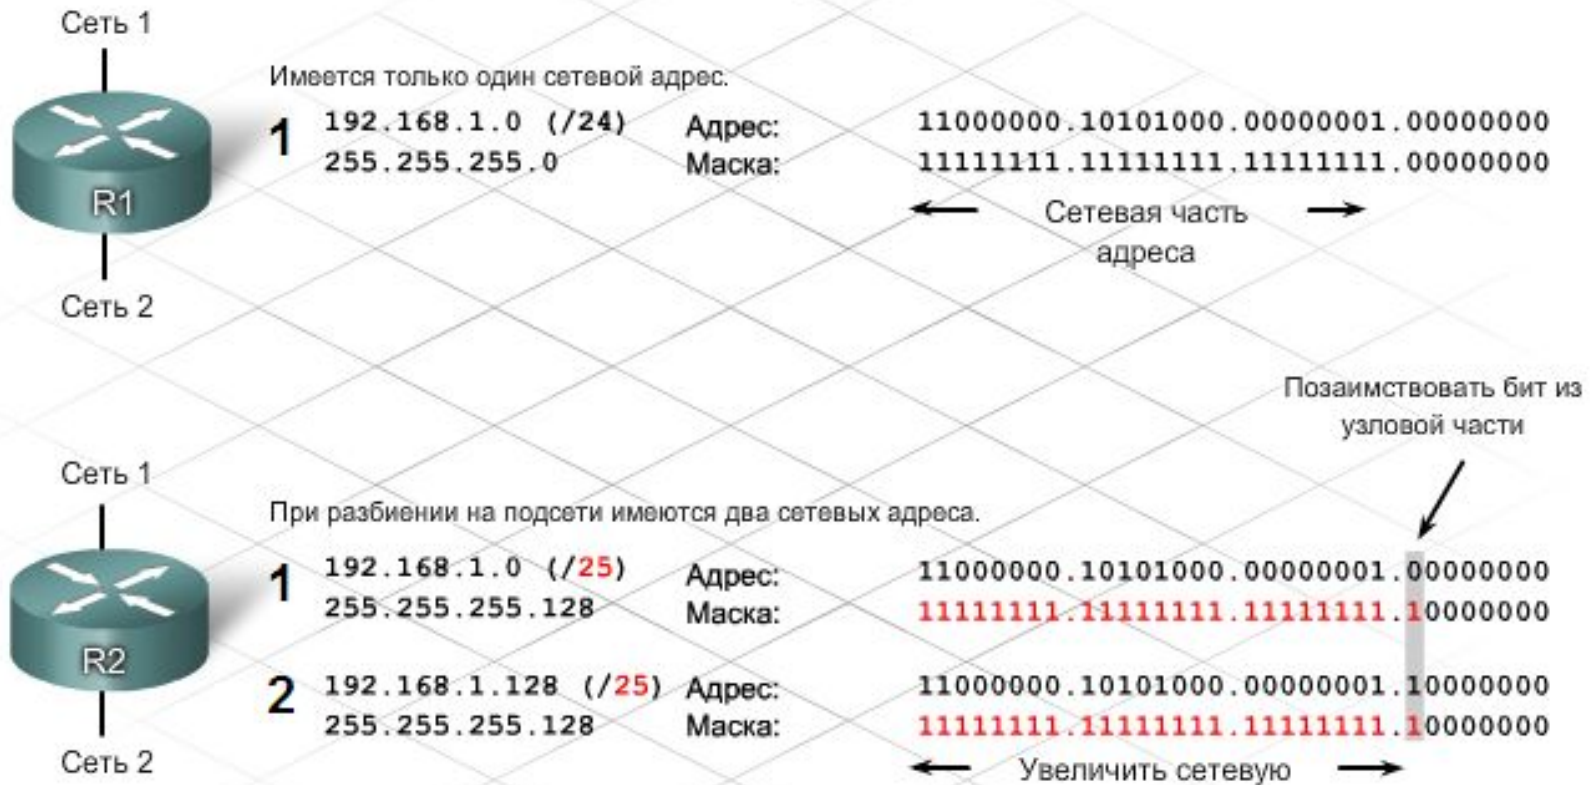 Сеть 1
Имеется только один сетевой адрес.
1 192.168.1.0 (/24) Адрес: 11000000.10101000.00000001.00000000
255.255.255.0 Маска: 11111111.11111111.11111111.00000000
R1
Сетевая часть
адреса
Сеть 2
Позаимствовать бит из
узловой части
Сеть 1
При разбиении на подсети имеются два сетевых адреса.
1 192.168.1.0 (/25) Адрес: 11000000.10101000.00000001.00000000
255.255.255.128 Маска: 11111111.11111111.11111111.10000000
R2
2 192.168.1.128 (/25) Адрес: 11000000.10101000.00000001.10000000
255.255.255.128 Маска: 11111111.11111111.11111111.10000000
Сеть 2
Увеличить сетевую